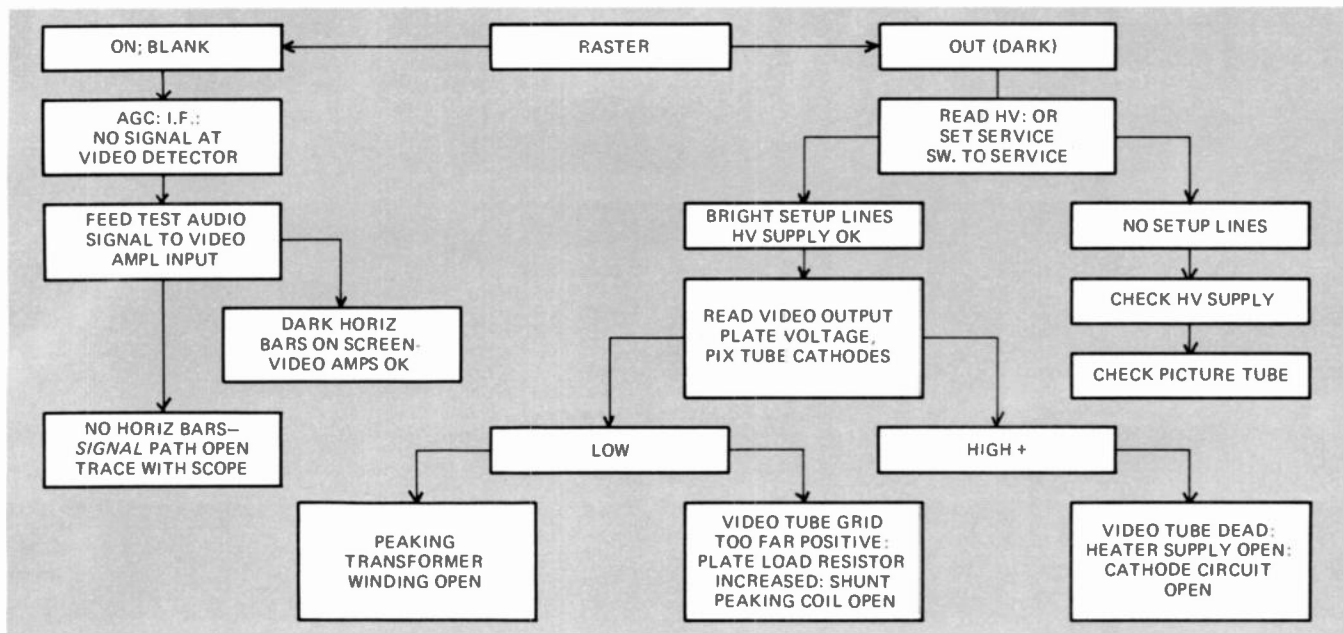 ON; BLANK
RASTER
OUT (DARK)
AGC: I.F.:
NO SIGNAL AT
VIDEO DETECTOR
READ HV: OR
SET SERVICE
SW. TO SERVICE
FEED TEST AUDIO
SIGNAL TO VIDEO
AMPL INPUT
BRIGHT SETUP LINES
HV SUPPLY OK
NO SETUP LINES
DARK HORIZ
BARS ON SCREEN-
VIDEO AMPS OK
READ VIDEO OUTPUT
PLATE VOLTAGE,
PIX TUBE CATHODES
CHECK HV SUPPLY
CHECK PICTURE TUBE
NO HORIZ BARS—
SIGNAL PATH OPEN
TRACE WITH SCOPE
LOW
HIGH +
PEAKING
TRANSFORMER
WINDING OPEN
VIDEO TUBE GRID
TOO FAR POSITIVE:
PLATE LOAD RESISTOR
INCREASED: SHUNT
PEAKING COIL OPEN
VIDEO TUBE DEAD:
HEATER SUPPLY OPEN:
CATHODE CIRCUIT
OPEN